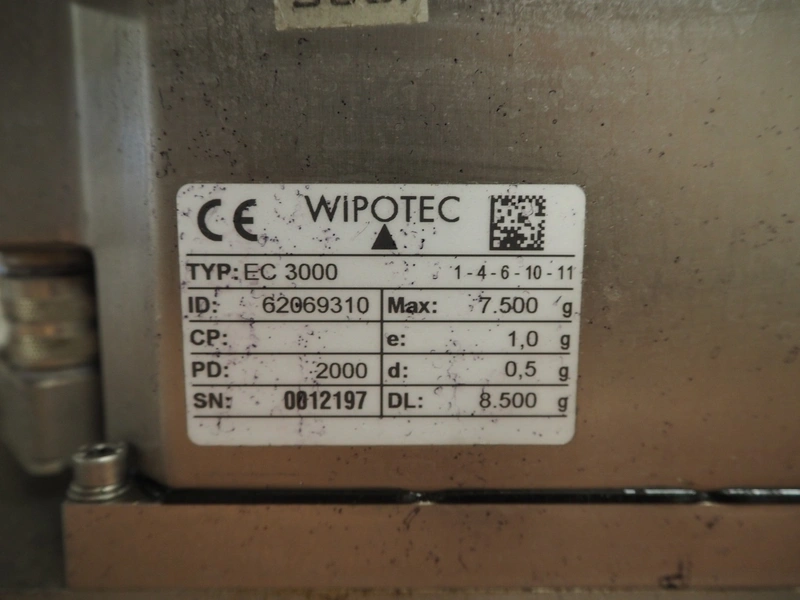 CE WIPOTEC
TYP: EC 3000 1 - 4 - 6 - 10 - 11
ID: 62069310 Max: 7.500 g
CP: e: 1,0 g
PD: 2000 d: 0,5 g
SN: 0012197 DL: 8.500 g